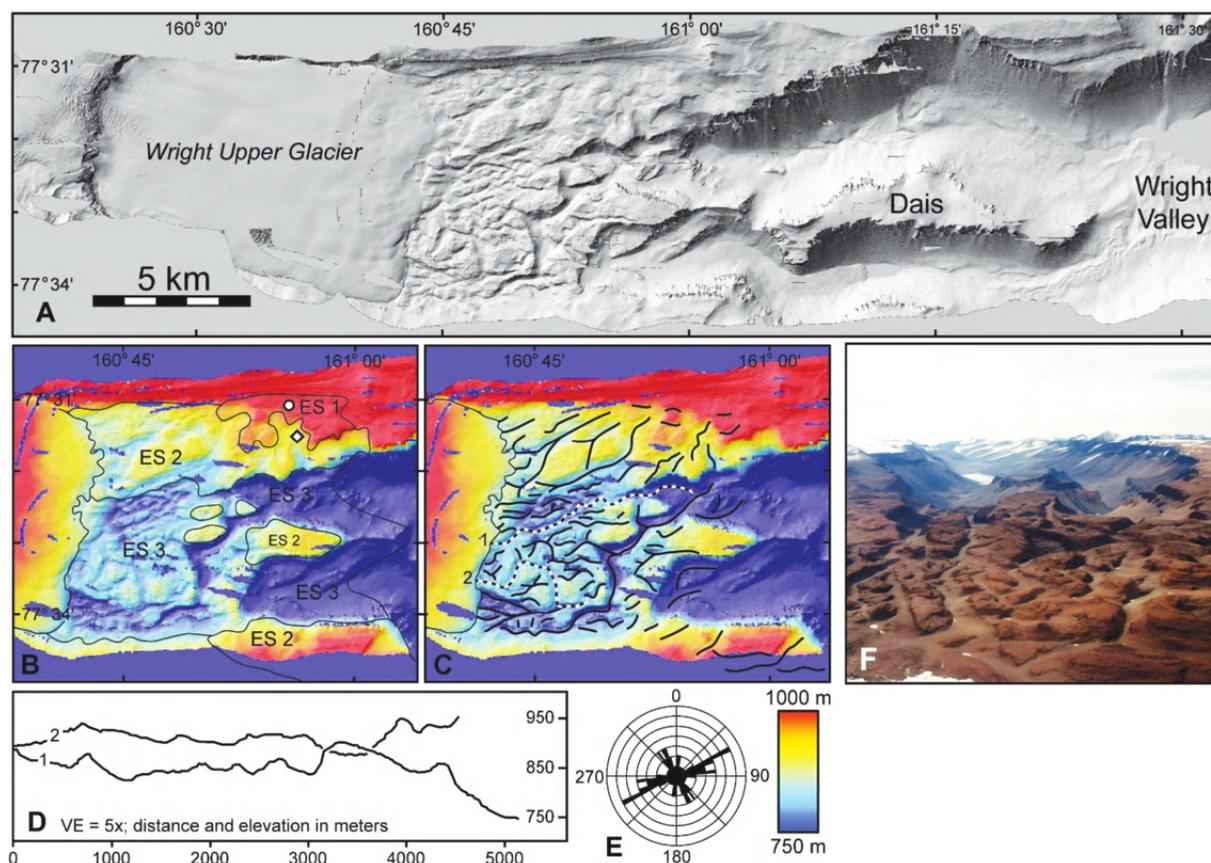 160° 30'
160° 45'
161° 00'
161° 15'
161° 30'
77° 31'
Wright Upper Glacier
Dais
Wright
Valley
77° 34'
5 km
A
160° 45'
161° 00'
160° 45'
161° 00'
77° 31'
ES 1
ES 2
ES 3
ES 2
ES 3
ES 3
77° 34'
ES 2
B
1
2
C
F
950
2
1
850
750
D
VE = 5x; distance and elevation in meters
0
1000
2000
3000
4000
5000
0
270
90
180
E
1000 m
750 m